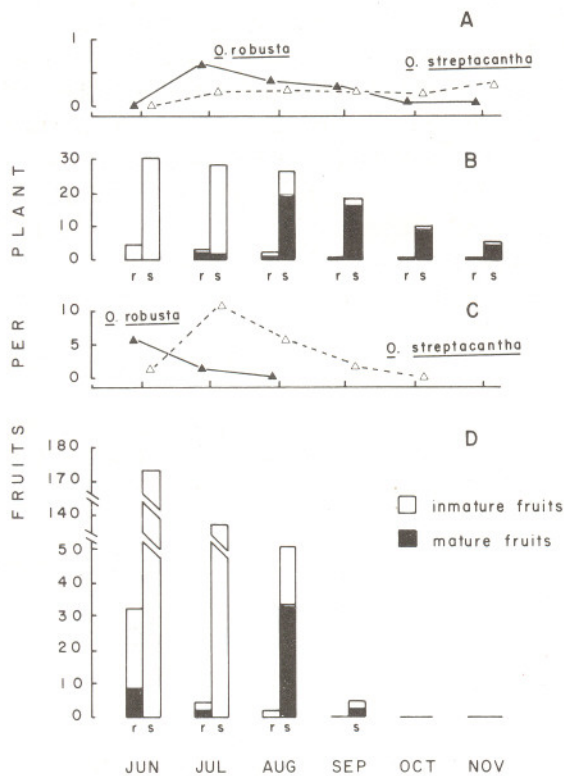 A
1
0
O. robusta
O. streptacantha
B
30
20
10
0
r s r s r s r s r s r s
C
10
5
0
O. robusta
O. streptacantha
D
180
170
140
50
40
30
20
10
0
inmature fruits
mature fruits
r s r s r s s
JUN JUL AUG SEP OCT NOV
FRUITS PER PLANT